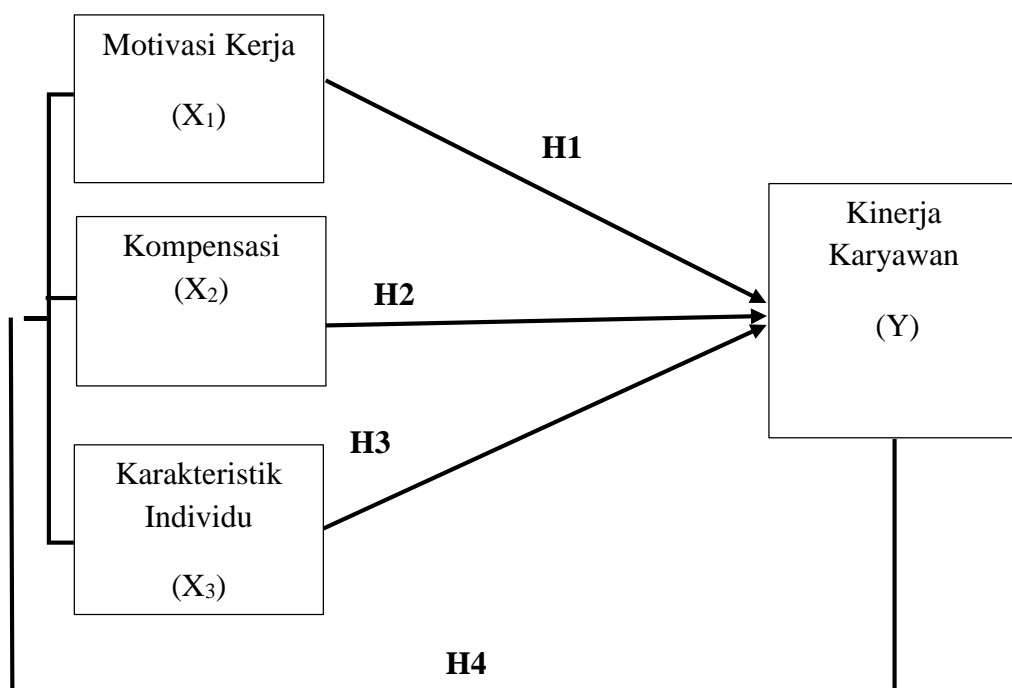 Motivasi Kerja
(X₁)
H1
Kompensasi
(X₂)
H2
Kinerja
Karyawan
(Y)
H3
Karakteristik
Individu
(X₃)
H4